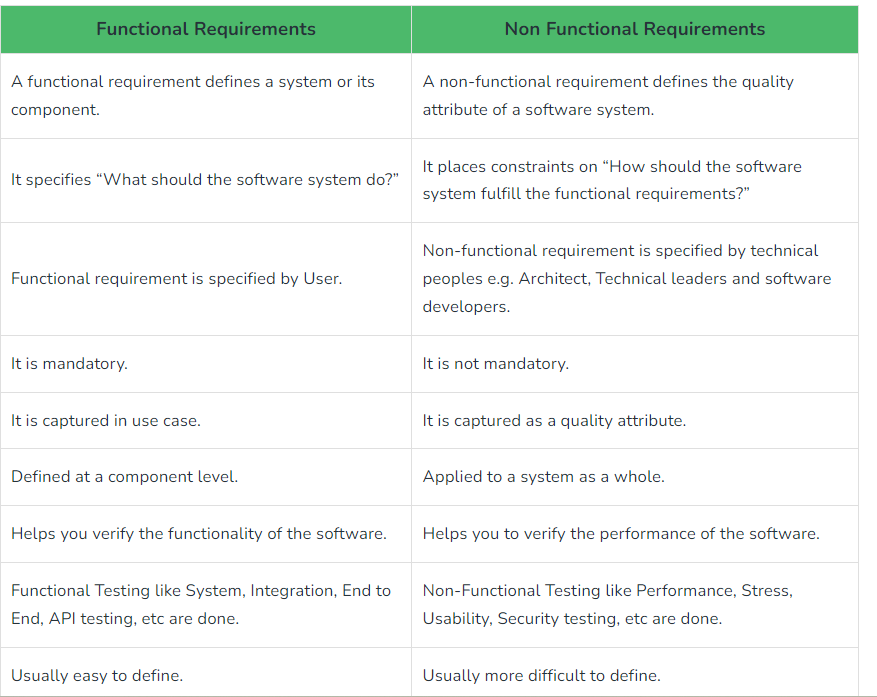 Functional Requirements
Non Functional Requirements
A functional requirement defines a system or its
component.
A non-functional requirement defines the quality
attribute of a software system.
It specifies “What should the software system do?”
It places constraints on “How should the software
system fulfill the functional requirements?”
Functional requirement is specified by User.
Non-functional requirement is specified by technical
peoples e.g. Architect, Technical leaders and software
developers.
It is mandatory.
It is not mandatory.
It is captured in use case.
It is captured as a quality attribute.
Defined at a component level.
Applied to a system as a whole.
Helps you verify the functionality of the software.
Helps you to verify the performance of the software.
Functional Testing like System, Integration, End to
End, API testing, etc are done.
Non-Functional Testing like Performance, Stress,
Usability, Security testing, etc are done.
Usually easy to define.
Usually more difficult to define.